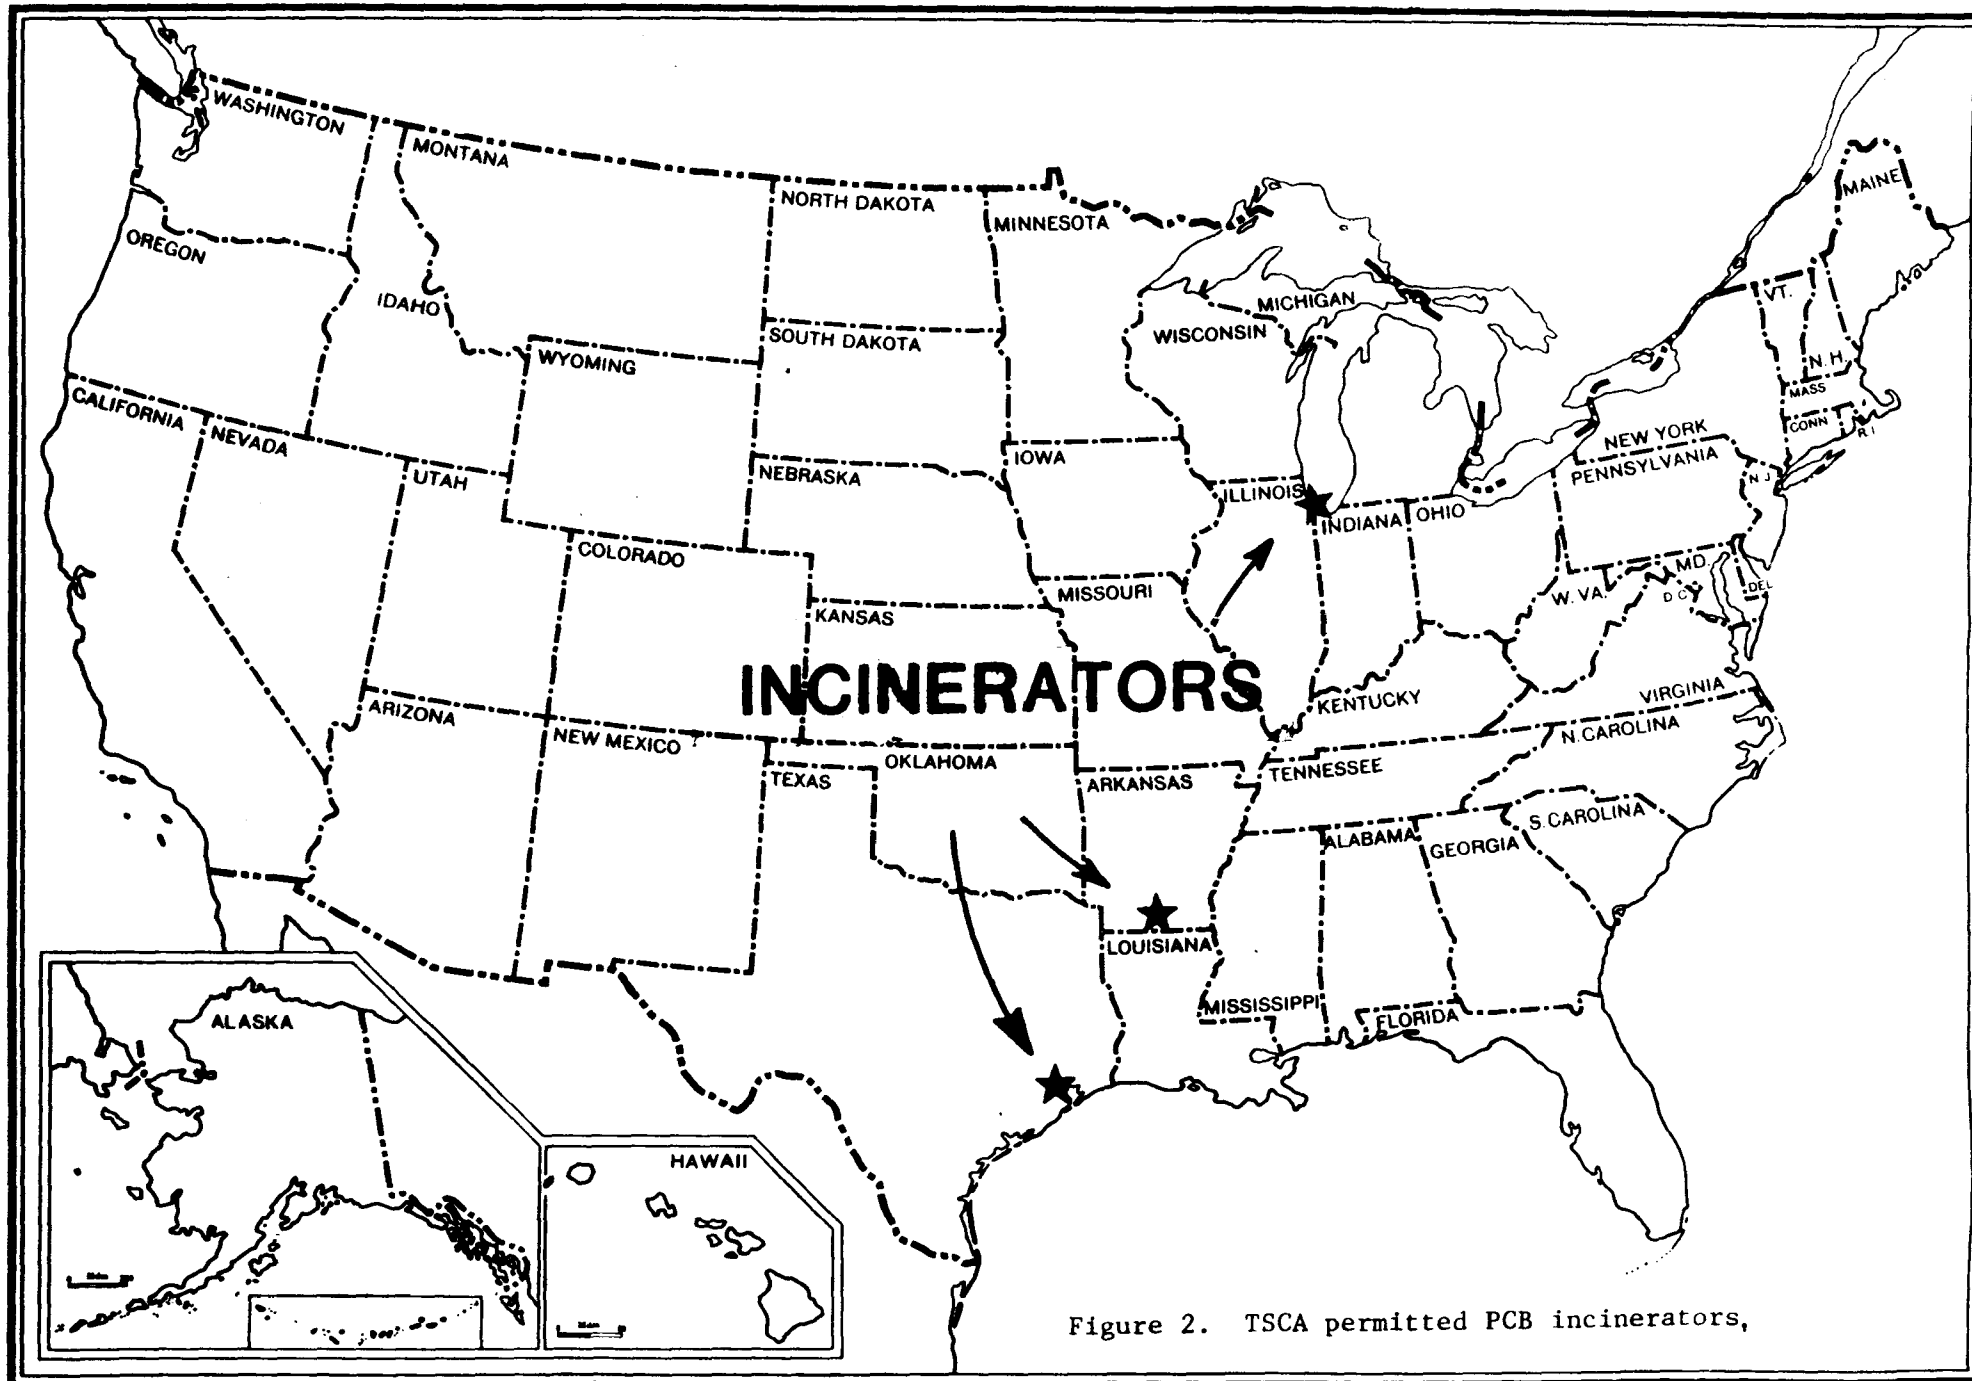 WASHINGTON
MONTANA
NORTH DAKOTA
MINNESOTA
MAINE
OREGON
IDAHO
MICHIGAN
WISCONSIN
VT.
SOUTH DAKOTA
WYOMING
N.H.
MASS
CALIFORNIA
NEVADA
CONN
R.I.
NEW YORK
IOWA
PENNSYLVANIA
UTAH
NEBRASKA
N.J.
ILLINOIS
INDIANA
OHIO
COLORADO
MD.
MISSOURI
W. VA.
D.C.
DEL
KANSAS
INCINERATORS
ARIZONA
KENTUCKY
VIRGINIA
NEW MEXICO
N. CAROLINA
OKLAHOMA
TEXAS
ARKANSAS
TENNESSEE
S. CAROLINA
ALABAMA
GEORGIA
LOUISIANA
MISSISSIPPI
FLORIDA
ALASKA
HAWAII
Figure 2. TSCA permitted PCB incinerators,